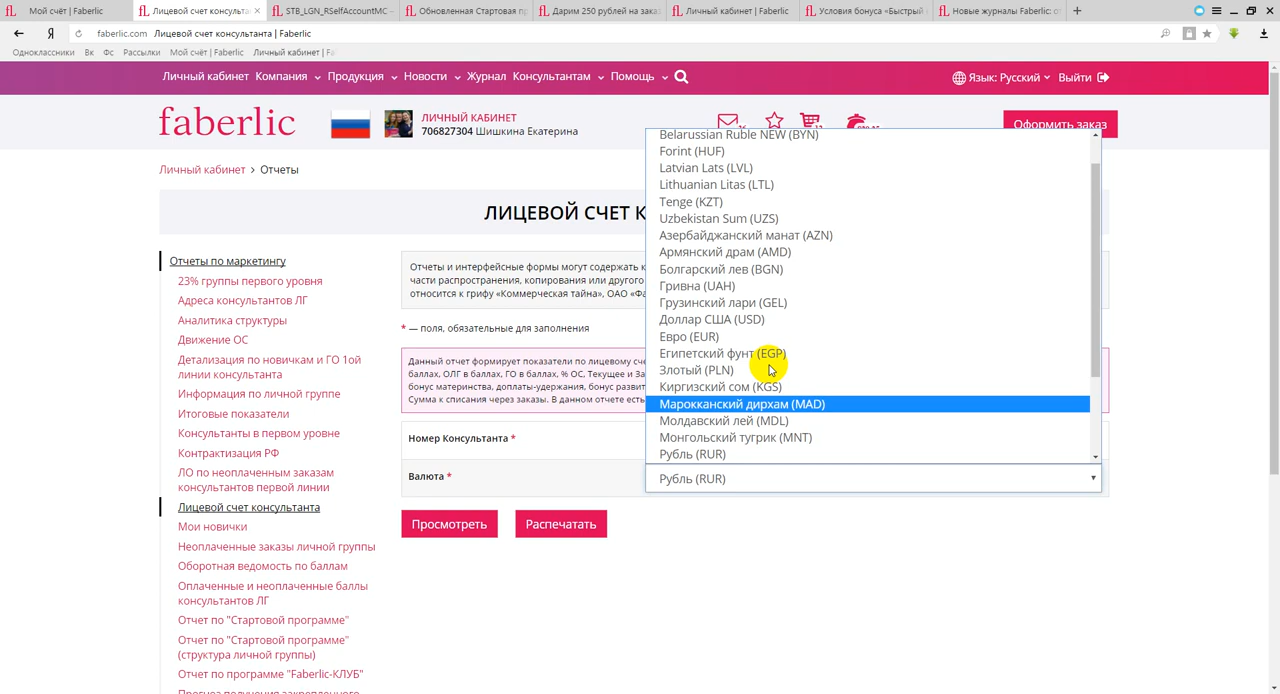 Мой счёт | Faberlic
Лицевой счет консульта
STB_LGN_RSelfAccountMC –
Обновленная Стартовая п
Дарим 250 рублей на зака
Личный кабинет | Faberlic
Условия бонуса «Быстрый
Новые журналы Faberlic: о
faberlic.com Лицевой счет консультанта | Faberlic
Одноклассники Вк Фс Рассылки Мой счёт | Faberlic Личный кабинет | Fa
Личный кабинет Компания Продукция Новости Журнал Консультантам Помощь Язык: Русский Выйти
faberlic
ЛИЧНЫЙ КАБИНЕТ
706827304 Шишкина Екатерина
Оформить заказ
Личный кабинет > Отчеты
ЛИЦЕВОЙ СЧЕТ К
Отчеты по маркетингу
23% группы первого уровня
Адреса консультантов ЛГ
Аналитика структуры
Движение ОС
Детализация по новичкам и ГО 1ой
линии консультанта
Информация по личной группе
Итоговые показатели
Консультанты в первом уровне
Контрактация РФ
ЛО по неоплаченным заказам
консультантов первой линии
Лицевой счет консультанта
Мои новички
Неоплаченные заказы личной группы
Оборотная ведомость по баллам
Оплаченные и неоплаченные баллы
консультантов ЛГ
Отчет по "Стартовой программе"
Отчет по "Стартовой программе"
(структура личной группы)
Отчет по программе "Faberlic-КЛУБ"
Прогноз получения закрепленного
Отчеты и интерфейсные формы могут содержать к
части распространения, копирования или другого
относится к грифу «Коммерческая тайна», ОАО «Фа
* — поля, обязательные для заполнения
Данный отчет формирует показатели по лицевому сче
баллах, ОЛГ в баллах, ГО в баллах, % ОС, Текущее и За
бонус материнства, доплаты-удержания, бонус развит
Сумма к списания через заказы. В данном отчете есть
Номер Консультанта *
Валюта *
Просмотреть Распечатать
Belarussian Ruble NEW (BYN)
Forint (HUF)
Latvian Lats (LVL)
Lithuanian Litas (LTL)
Tenge (KZT)
Uzbekistan Sum (UZS)
Азербайджанский манат (AZN)
Армянский драм (AMD)
Болгарский лев (BGN)
Гривна (UAH)
Грузинский лари (GEL)
Доллар США (USD)
Евро (EUR)
Египетский фунт (EGP)
Злотый (PLN)
Киргизский сом (KGS)
Марокканский дирхам (MAD)
Молдавский лей (MDL)
Монгольский тугрик (MNT)
Рубль (RUR)
Рубль (RUR)